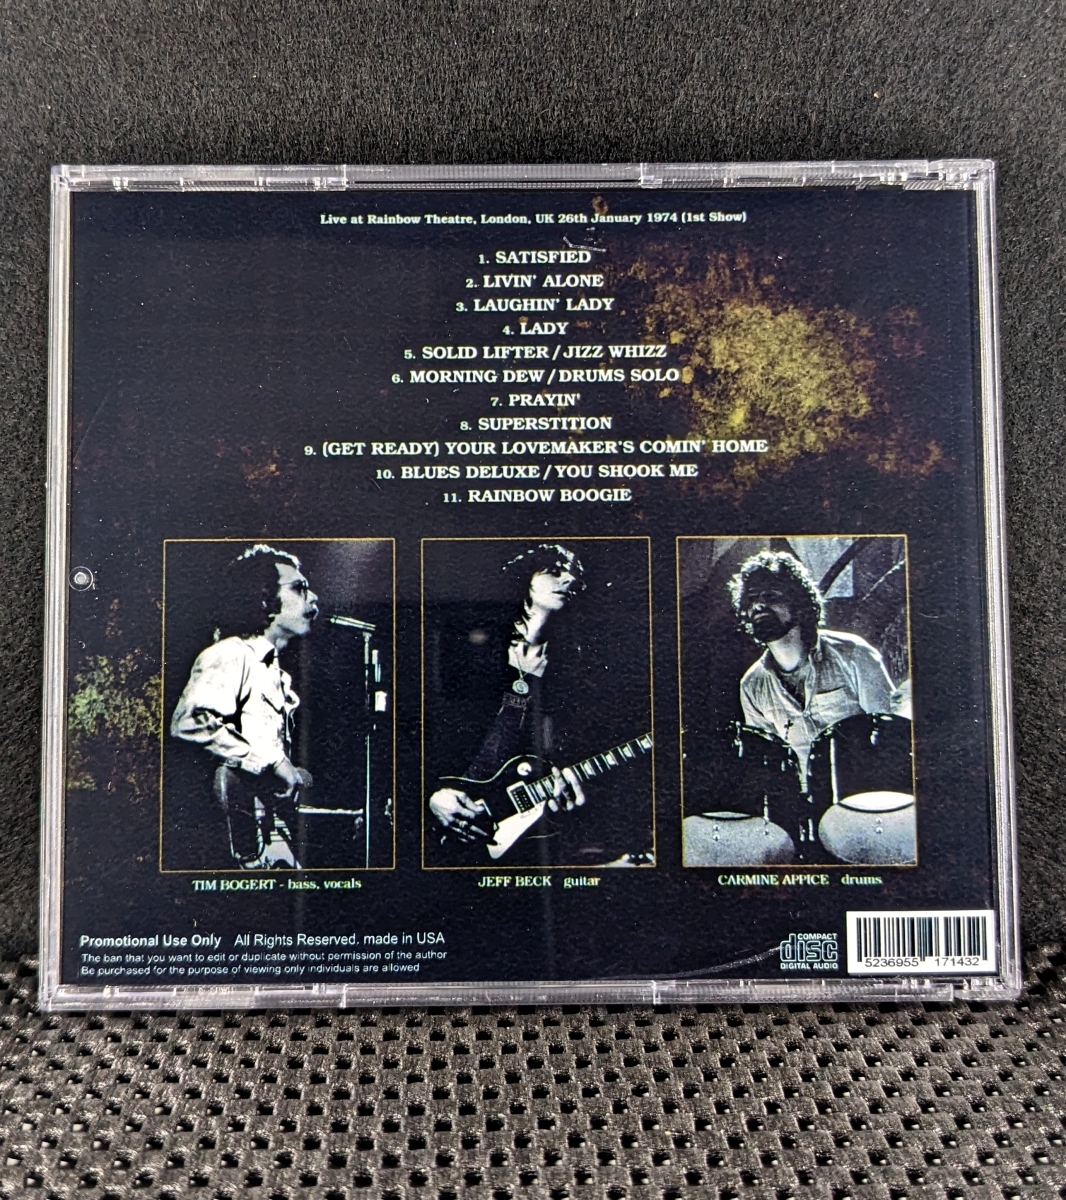 Live at Rainbow Theatre, London, UK 26th January 1974 (1st Show)
1. SATISFIED
2. LIVIN' ALONE
3. LAUGHIN' LADY
4. LADY
5. SOLID LIFTER / JIZZ WHIZZ
6. MORNING DEW / DRUMS SOLO
7. PRAYIN'
8. SUPERSTITION
9. (GET READY) YOUR LOVEMAKER'S COMIN' HOME
10. BLUES DELUXE / YOU SHOOK ME
11. RAINBOW BOOGIE
TIM BOGERT - bass, vocals
JEFF BECK guitar
CARMINE APPICE drums
Promotional Use Only All Rights Reserved. made in USA
The ban that you want to edit or duplicate without permission of the author
Be purchased for the purpose of viewing only individuals are allowed
COMPACT
disc
DIGITAL AUDIO
5236955 171432